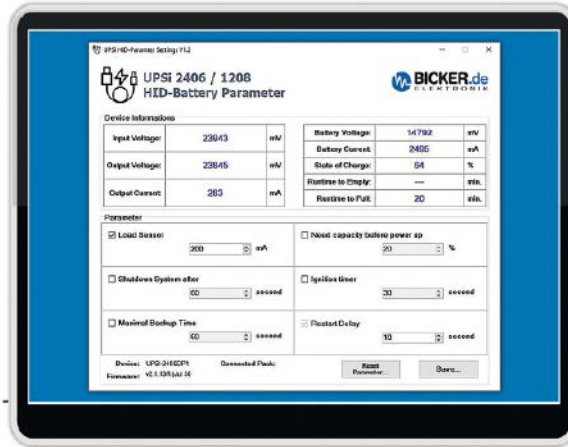 UPSi HID-Parameter Settings V1.2
UPSi 2406 / 1208
HID-Battery Parameter
BICKER.de
ELEKTRONIK
Device Informations
Input Voltage: 23943 mV
Output Voltage: 23845 mV
Output Current: 263 mA
Battery Voltage: 14792 mV
Battery Current: 2495 mA
State of Charge: 64 %
Runtime to Empty: --- min.
Runtime to Full: 20 min.
Parameter
Load Sensor
200 mA
Need capacity before power up
20 %
Shutdown System after
60 second
Ignition timer
30 second
Maximal Backup Time
60 second
Restart Delay
10 second
Device: UPSI-2406DP1 Connected Pack:
Firmware:
Reset
Parameter...
Save...